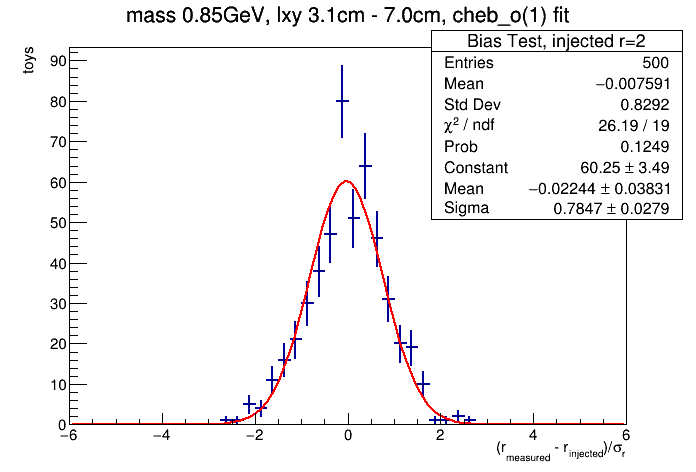 mass 0.85GeV, lxy 3.1cm - 7.0cm, cheb_o(1) fit
Bias Test, injected r=2
Entries 500
Mean −0.007591
Std Dev 0.8292
χ² / ndf 26.19 / 19
Prob 0.1249
Constant 60.25 ± 3.49
Mean −0.02244 ± 0.03831
Sigma 0.7847 ± 0.0279
toys
90
80
70
60
50
40
30
20
10
0
−6 −4 −2 0 2 4 6
(r_measured - r_injected)/σ_r